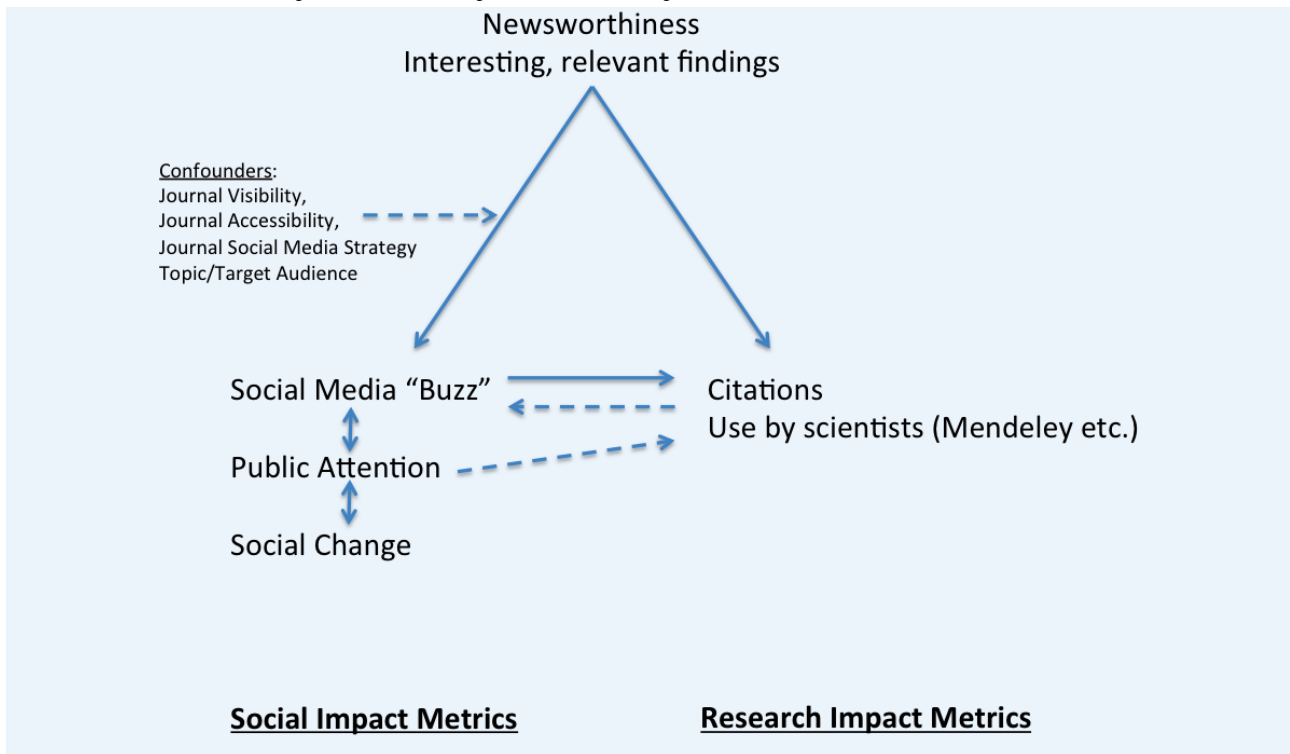 Newsworthiness
Interesting, relevant findings
Confounders:
Journal Visibility,
Journal Accessibility,
Journal Social Media Strategy
Topic/Target Audience
Social Media “Buzz”
Citations
Use by scientists (Mendeley etc.)
Public Attention
Social Change
Social Impact Metrics
Research Impact Metrics